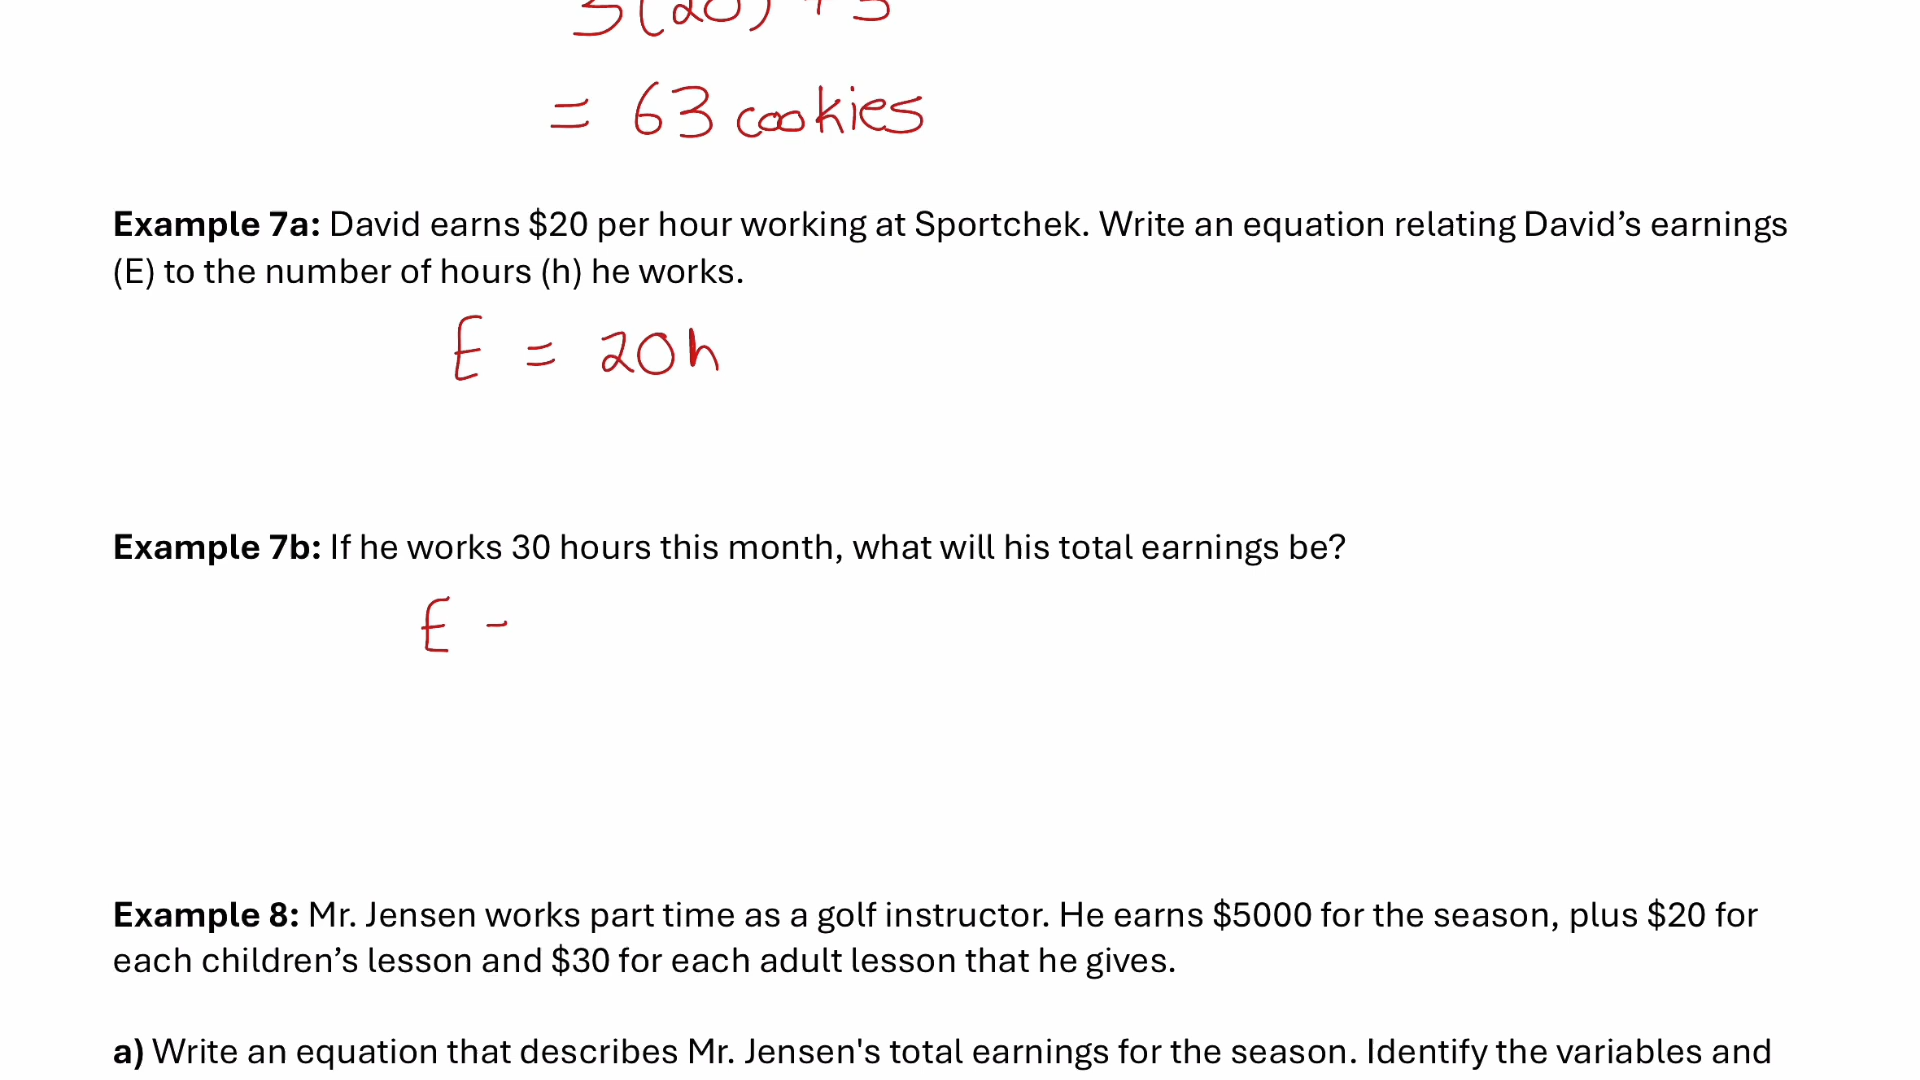 3(20) + 3
= 63 cookies
Example 7a: David earns $20 per hour working at Sportchek. Write an equation relating David’s earnings
(E) to the number of hours (h) he works.
E = 20h
Example 7b: If he works 30 hours this month, what will his total earnings be?
E -
Example 8: Mr. Jensen works part time as a golf instructor. He earns $5000 for the season, plus $20 for
each children’s lesson and $30 for each adult lesson that he gives.
a) Write an equation that describes Mr. Jensen's total earnings for the season. Identify the variables and